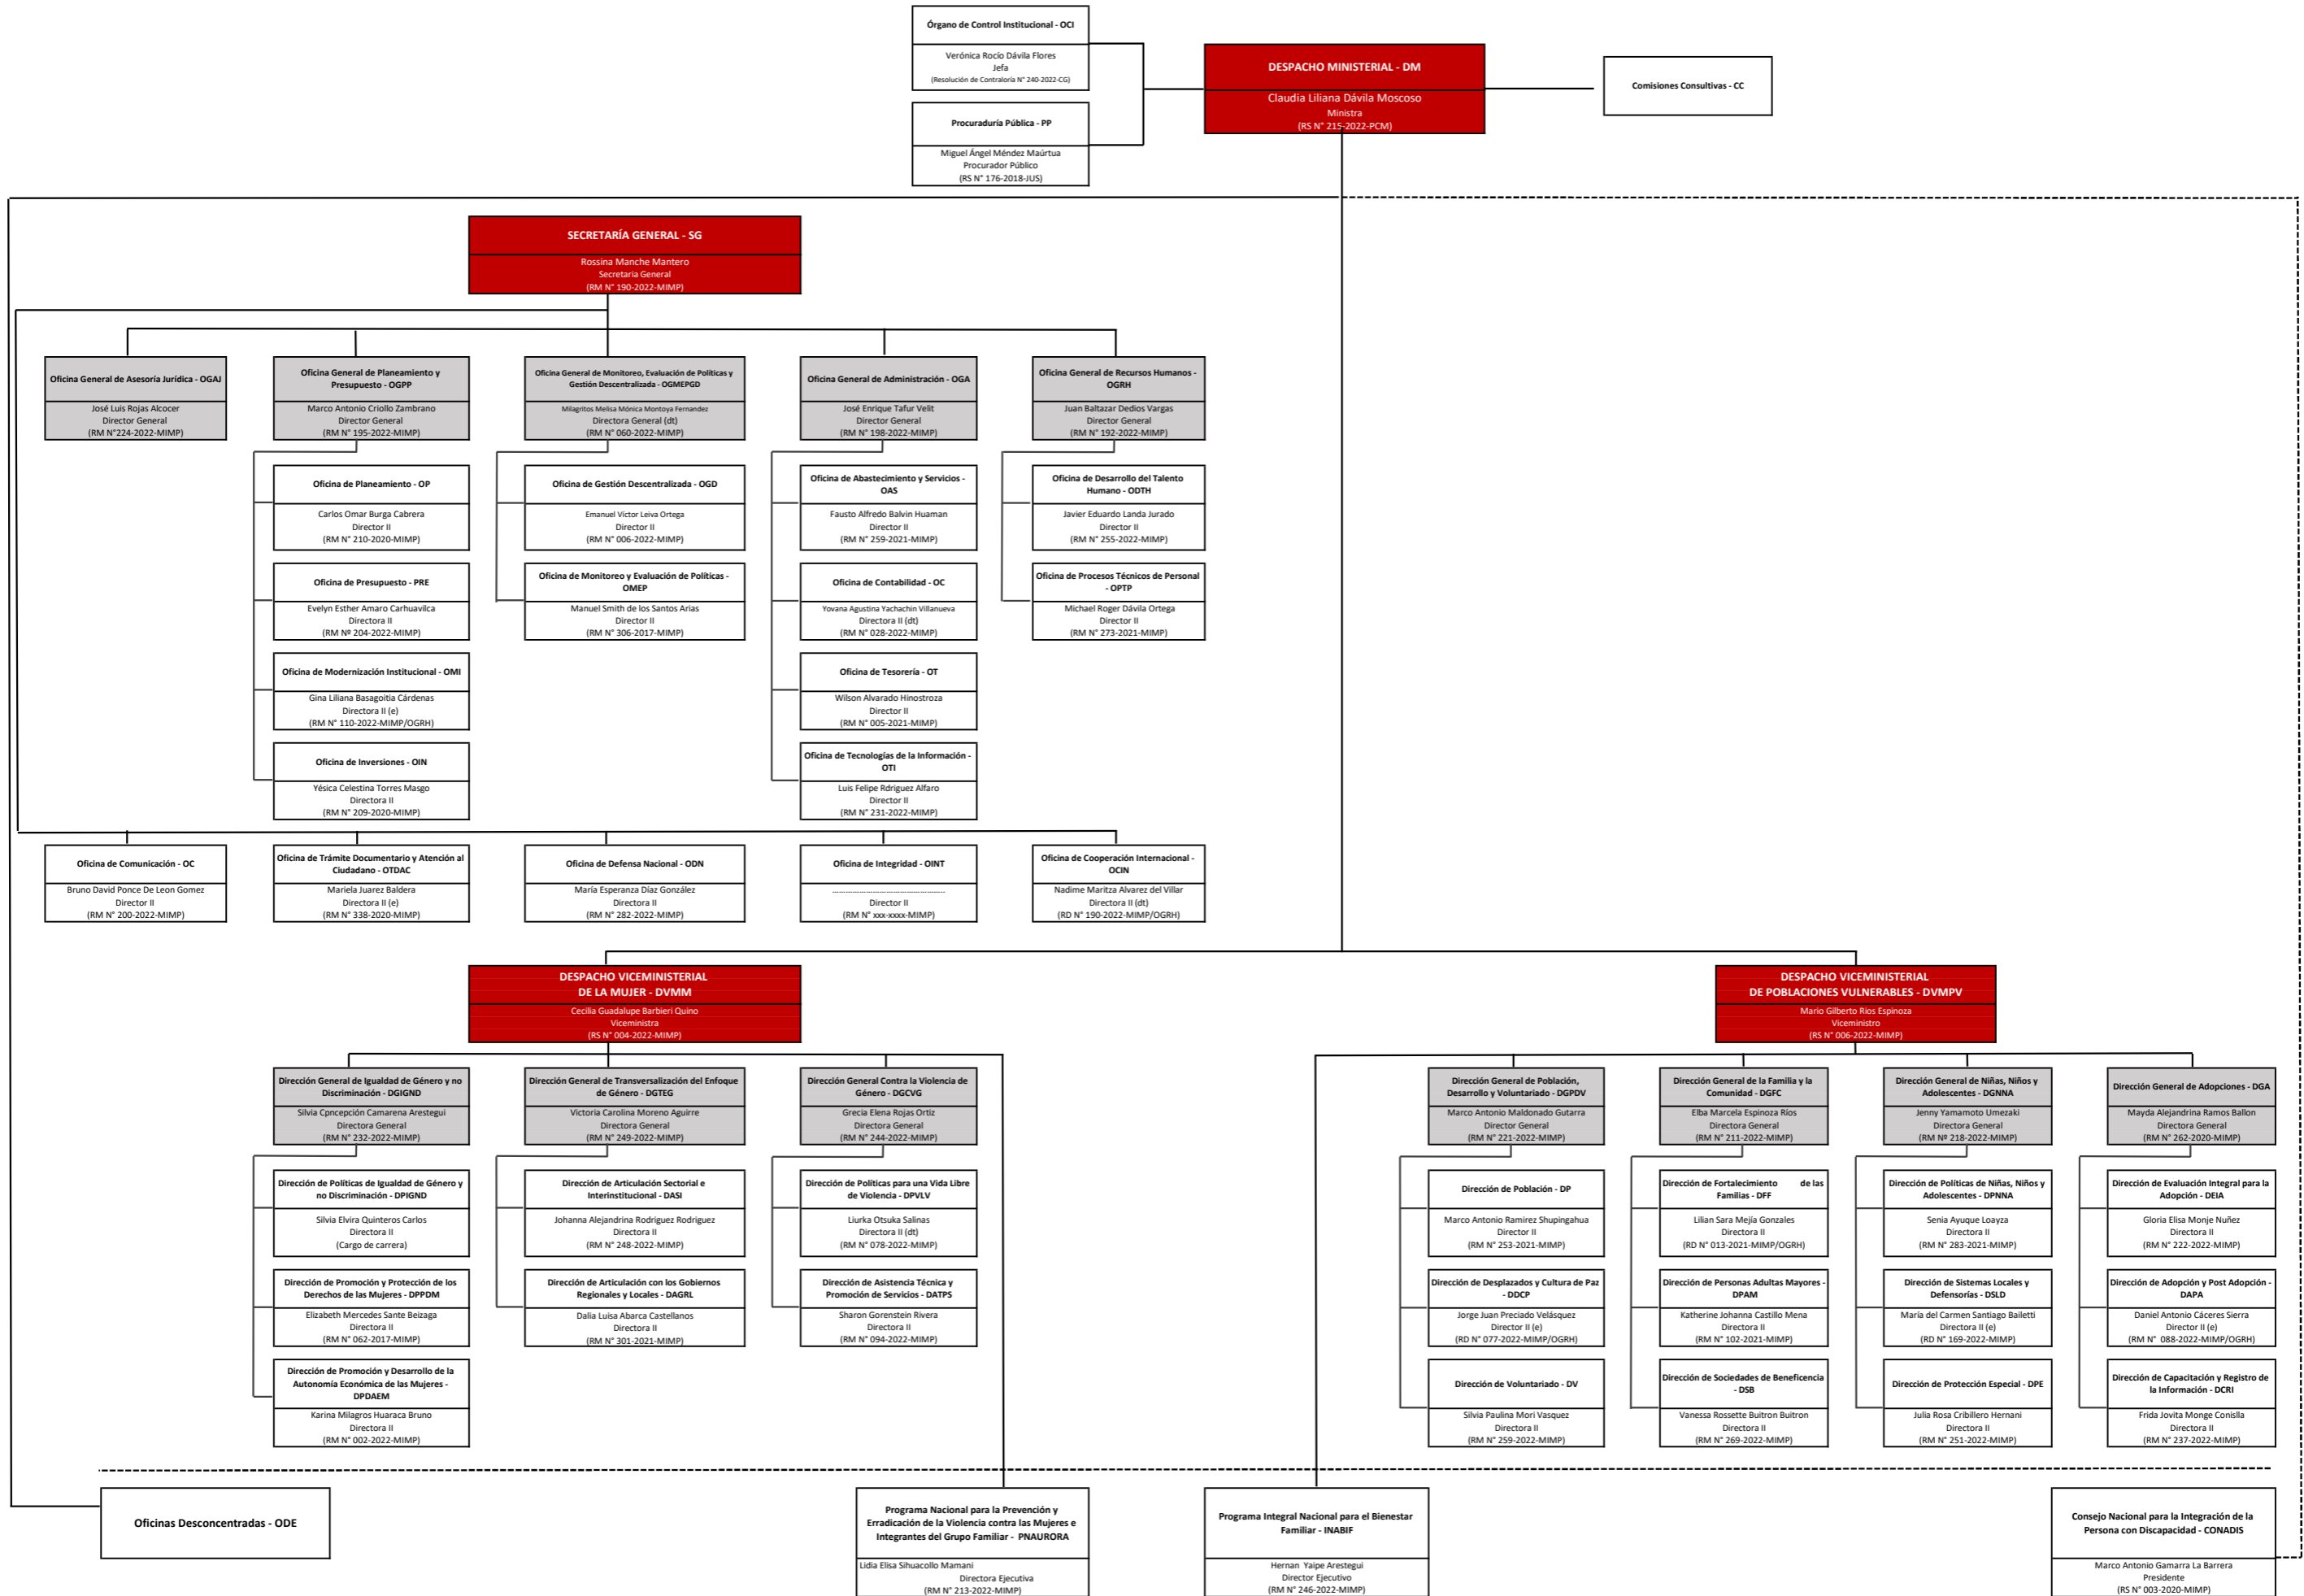 Órgano de Control Institucional - OCI
Verónica Rocío Dávila Flores
Jefa
(Resolución de Contraloría N° 240-2022-CG)
Procuraduría Pública - PP
Miguel Ángel Méndez Maúrtua
Procurador Público
(RS N° 176-2018-JUS)
DESPACHO MINISTERIAL - DM
Claudia Liliana Dávila Moscoso
Ministra
(RS N° 215-2022-PCM)
Comisiones Consultivas - CC
SECRETARÍA GENERAL - SG
Rossina Manche Mantero
Secretaria General
(RM N° 190-2022-MIMP)
Oficina General de Asesoría Jurídica - OGAJ
José Luis Rojas Alcocer
Director General
(RM N°224-2022-MIMP)
Oficina General de Planeamiento y
Presupuesto - OGPP
Marco Antonio Criollo Zambrano
Director General
(RM N° 195-2022-MIMP)
Oficina General de Monitoreo, Evaluación de Políticas y
Gestión Descentralizada - OGMEPGD
Milagritos Melisa Mónica Montoya Fernandez
Directora General (dt)
(RM N° 060-2022-MIMP)
Oficina General de Administración - OGA
José Enrique Tafur Velit
Director General
(RM N° 198-2022-MIMP)
Oficina General de Recursos Humanos -
OGRH
Juan Baltazar Dedios Vargas
Director General
(RM N° 192-2022-MIMP)
Oficina de Planeamiento - OP
Carlos Omar Burga Cabrera
Director II
(RM N° 210-2020-MIMP)
Oficina de Gestión Descentralizada - OGD
Emanuel Victor Leiva Ortega
Director II
(RM N° 006-2022-MIMP)
Oficina de Abastecimiento y Servicios -
OAS
Fausto Alfredo Balvin Huaman
Director II
(RM N° 259-2021-MIMP)
Oficina de Desarrollo del Talento
Humano - ODTH
Javier Eduardo Landa Jurado
Director II
(RM N° 255-2022-MIMP)
Oficina de Presupuesto - PRE
Evelyn Esther Amaro Carhuavilca
Directora II
(RM Nº 204-2022-MIMP)
Oficina de Monitoreo y Evaluación de Políticas -
OMEP
Manuel Smith de los Santos Arias
Director II
(RM N° 306-2017-MIMP)
Oficina de Contabilidad - OC
Yovana Agustina Yachachin Villanueva
Directora II (dt)
(RM N° 028-2022-MIMP)
Oficina de Procesos Técnicos de Personal
- OPTP
Michael Roger Dávila Ortega
Director II
(RM N° 273-2021-MIMP)
Oficina de Modernización Institucional - OMI
Gina Liliana Basagoitia Cárdenas
Directora II (e)
(RM N° 110-2022-MIMP/OGRH)
Oficina de Tesorería - OT
Wilson Alvarado Hinostroza
Director II
(RM N° 005-2021-MIMP)
Oficina de Inversiones - OIN
Yésica Celestina Torres Masgo
Directora II
(RM N° 209-2020-MIMP)
Oficina de Tecnologías de la Información -
OTI
Luis Felipe Rdriguez Alfaro
Director II
(RM N° 231-2022-MIMP)
Oficina de Comunicación - OC
Bruno David Ponce De Leon Gomez
Director II
(RM N° 200-2022-MIMP)
Oficina de Trámite Documentario y Atención al
Ciudadano - OTDAC
Mariela Juarez Baldera
Directora II (e)
(RM N° 338-2020-MIMP)
Oficina de Defensa Nacional - ODN
María Esperanza Díaz González
Director II
(RM N° 282-2022-MIMP)
Oficina de Integridad - OINT
..................................................
Director II
(RM N° xxx-xxxx-MIMP)
Oficina de Cooperación Internacional -
OCIN
Nadime Maritza Alvarez del Villar
Directora II (dt)
(RD N° 190-2022-MIMP/OGRH)
DESPACHO VICEMINISTERIAL
DE LA MUJER - DVMM
Cecilia Guadalupe Barbieri Quino
Viceministra
(RS N° 004-2022-MIMP)
DESPACHO VICEMINISTERIAL
DE POBLACIONES VULNERABLES - DVMPV
Mario Gilberto Rios Espinoza
Viceministro
(RS N° 006-2022-MIMP)
Dirección General de Igualdad de Género y no
Discriminación - DGIGND
Silvia Cpncepción Camarena Arestegui
Directora General
(RM N° 232-2022-MIMP)
Dirección General de Transversalización del Enfoque
de Género - DGTEG
Victoria Carolina Moreno Aguirre
Directora General
(RM N° 249-2022-MIMP)
Dirección General Contra la Violencia de
Género - DGCVG
Grecia Elena Rojas Ortiz
Directora General
(RM N° 244-2022-MIMP)
Dirección General de Población,
Desarrollo y Voluntariado - DGPDV
Marco Antonio Maldonado Gutarra
Director General
(RM N° 221-2022-MIMP)
Dirección General de la Familia y la
Comunidad - DGFC
Elba Marcela Espinoza Ríos
Directora General
(RM N° 211-2022-MIMP)
Dirección General de Niñas, Niños y
Adolescentes - DGNNA
Jenny Yamamoto Umezaki
Directora General
(RM Nº 218-2022-MIMP)
Dirección General de Adopciones - DGA
Mayda Alejandrina Ramos Ballon
Directora General
(RM N° 262-2020-MIMP)
Dirección de Políticas de Igualdad de Género y
no Discriminación - DPIGND
Silvia Elvira Quinteros Carlos
Directora II
(Cargo de carrera)
Dirección de Articulación Sectorial e
Interinstitucional - DASI
Johanna Alejandrina Rodriguez Rodriguez
Directora II
(RM N° 248-2022-MIMP)
Dirección de Políticas para una Vida Libre
de Violencia - DPVLV
Liurka Otsuka Salinas
Directora II (dt)
(RM N° 078-2022-MIMP)
Dirección de Población - DP
Marco Antonio Ramirez Shupingahua
Director II
(RM N° 253-2021-MIMP)
Dirección de Fortalecimiento de las
Familias - DFF
Lilian Sara Mejía Gonzales
Directora II
(RD N° 013-2021-MIMP/OGRH)
Dirección de Políticas de Niñas, Niños y
Adolescentes - DPNNA
Senia Ayuque Loayza
Directora II
(RM N° 283-2021-MIMP)
Dirección de Evaluación Integral para la
Adopción - DEIA
Gloria Elisa Monje Nuñez
Directora II
(RM N° 222-2022-MIMP)
Dirección de Promoción y Protección de los
Derechos de las Mujeres - DPPDM
Elizabeth Mercedes Sante Beizaga
Directora II
(RM N° 062-2017-MIMP)
Dirección de Articulación con los Gobiernos
Regionales y Locales - DAGRL
Dalia Luisa Abarca Castellanos
Directora II
(RM N° 301-2021-MIMP)
Dirección de Asistencia Técnica y
Promoción de Servicios - DATPS
Sharon Gorenstein Rivera
Directora II
(RM N° 094-2022-MIMP)
Dirección de Desplazados y Cultura de Paz
- DDCP
Jorge Juan Preciado Velásquez
Director II (e)
(RD N° 077-2022-MIMP/OGRH)
Dirección de Personas Adultas Mayores -
DPAM
Katherine Johanna Castillo Mena
Directora II
(RM N° 102-2021-MIMP)
Dirección de Sistemas Locales y
Defensorías - DSLD
María del Carmen Santiago Bailetti
Directora II (e)
(RD N° 169-2022-MIMP)
Dirección de Adopción y Post Adopción -
DAPA
Daniel Antonio Cáceres Sierra
Director II (e)
(RM N° 088-2022-MIMP/OGRH)
Dirección de Promoción y Desarrollo de la
Autonomía Económica de las Mujeres -
DPDAEM
Karina Milagros Huaraca Bruno
Directora II
(RM N° 002-2022-MIMP)
Dirección de Voluntariado - DV
Silvia Paulina Mori Vasquez
Directora II
(RM N° 259-2022-MIMP)
Dirección de Sociedades de Beneficencia
- DSB
Vanessa Rossette Buitron Buitron
Directora II
(RM N° 269-2022-MIMP)
Dirección de Protección Especial - DPE
Julia Rosa Cribillero Hernani
Directora II
(RM N° 251-2022-MIMP)
Dirección de Capacitación y Registro de
la Información - DCRI
Frida Jovita Monge Conislla
Directora II
(RM N° 237-2022-MIMP)
Oficinas Desconcentradas - ODE
Programa Nacional para la Prevención y
Erradicación de la Violencia contra las Mujeres e
Integrantes del Grupo Familiar - PNAURORA
Lidia Elisa Sihuacollo Mamani
Directora Ejecutiva
(RM N° 213-2022-MIMP)
Programa Integral Nacional para el Bienestar
Familiar - INABIF
Hernan Yaipe Arestegui
Director Ejecutivo
(RM N° 246-2022-MIMP)
Consejo Nacional para la Integración de la
Persona con Discapacidad - CONADIS
Marco Antonio Gamarra La Barrera
Presidente
(RS N° 003-2020-MIMP)